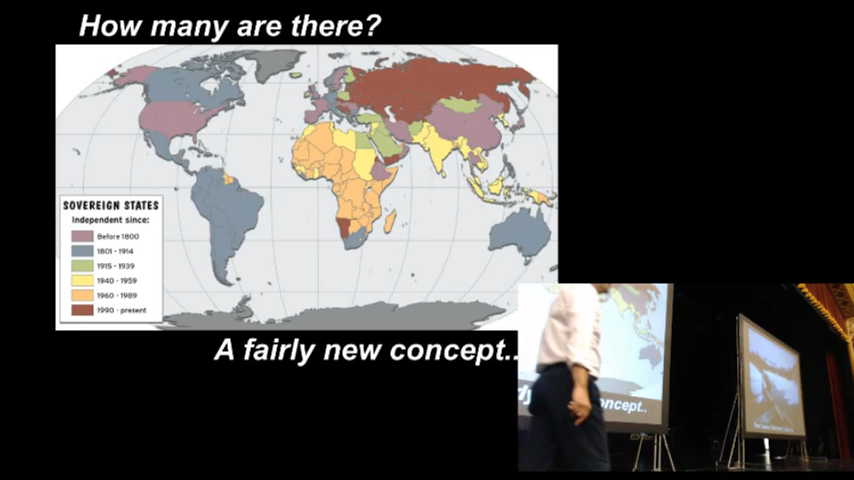 How many are there?
SOVEREIGN STATES
Independent since:
Before 1800
1801 - 1914
1915 - 1939
1940 - 1959
1960 - 1989
1990 - present
A fairly new concept..
oncept..